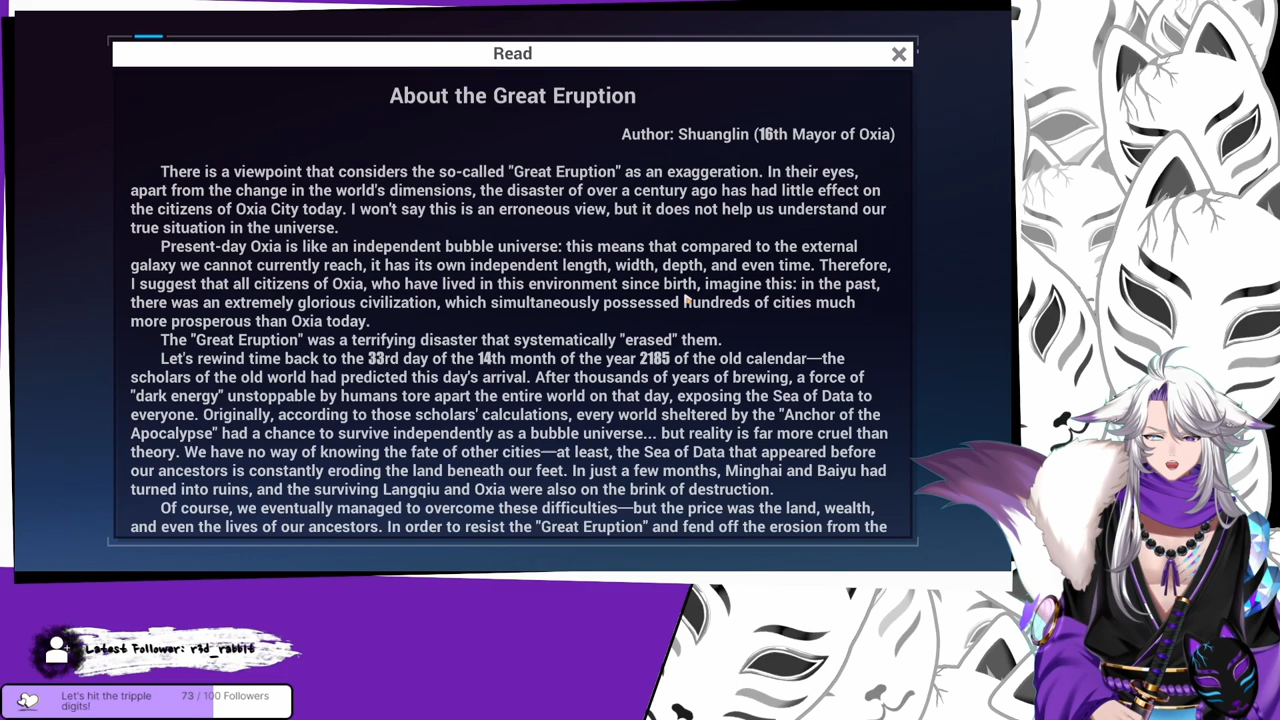 Read
About the Great Eruption
Author: Shuanglin (16th Mayor of Oxia)
There is a viewpoint that considers the so-called "Great Eruption" as an exaggeration. In their eyes,
apart from the change in the world's dimensions, the disaster of over a century ago has had little effect on
the citizens of Oxia City today. I won't say this is an erroneous view, but it does not help us understand our
true situation in the universe.
Present-day Oxia is like an independent bubble universe: this means that compared to the external
galaxy we cannot currently reach, it has its own independent length, width, depth, and even time. Therefore,
I suggest that all citizens of Oxia, who have lived in this environment since birth, imagine this: in the past,
there was an extremely glorious civilization, which simultaneously possessed hundreds of cities much
more prosperous than Oxia today.
The "Great Eruption" was a terrifying disaster that systematically "erased" them.
Let's rewind time back to the 33rd day of the 14th month of the year 2185 of the old calendar—the
scholars of the old world had predicted this day's arrival. After thousands of years of brewing, a force of
"dark energy" unstoppable by humans tore apart the entire world on that day, exposing the Sea of Data to
everyone. Originally, according to those scholars' calculations, every world sheltered by the "Anchor of the
Apocalypse" had a chance to survive independently as a bubble universe... but reality is far more cruel than
theory. We have no way of knowing the fate of other cities—at least, the Sea of Data that appeared before
our ancestors is constantly eroding the land beneath our feet. In just a few months, Minghai and Baiyu had
turned into ruins, and the surviving Langqiu and Oxia were also on the brink of destruction.
Of course, we eventually managed to overcome these difficulties—but the price was the land, wealth,
and even the lives of our ancestors. In order to resist the "Great Eruption" and fend off the erosion from the
Latest Follower: r3d_rabbit
Let's hit the tripple digits!
73 / 100 Followers